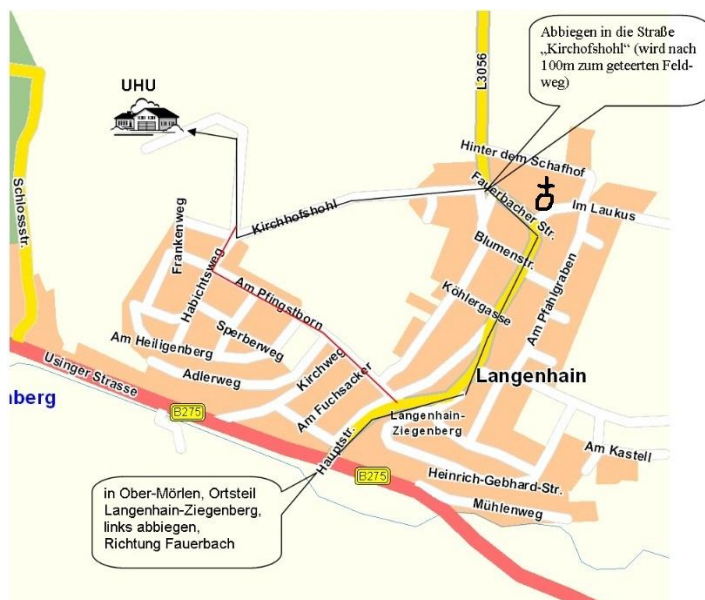 Abbiegen in die Straße
„Kirchofshohl“ (wird nach
100m zum geteerten Feld-
weg)
UHU
L3056
Hinter dem Schafhof
Fauerbacher Str.
Im Laukus
Schlossstr.
Kirchhofshohl
Frankenweg
Habichtsweg
Blumenstr.
Am Pfahlgraben
Köhlergasse
Am Pfingstborn
Sperberweg
Am Heiligenberg
Adlerweg
Kirchweg
Am Fuchsacker
Usinger Strasse
Langenhain
nberg
B275
Langenhain-
Ziegenberg
Hauptstr.
Am Kastell
B275
Heinrich-Gebhard-Str.
Mühlenweg
in Ober-Mörlen, Ortsteil
Langenhain-Ziegenberg,
links abbiegen,
Richtung Fauerbach